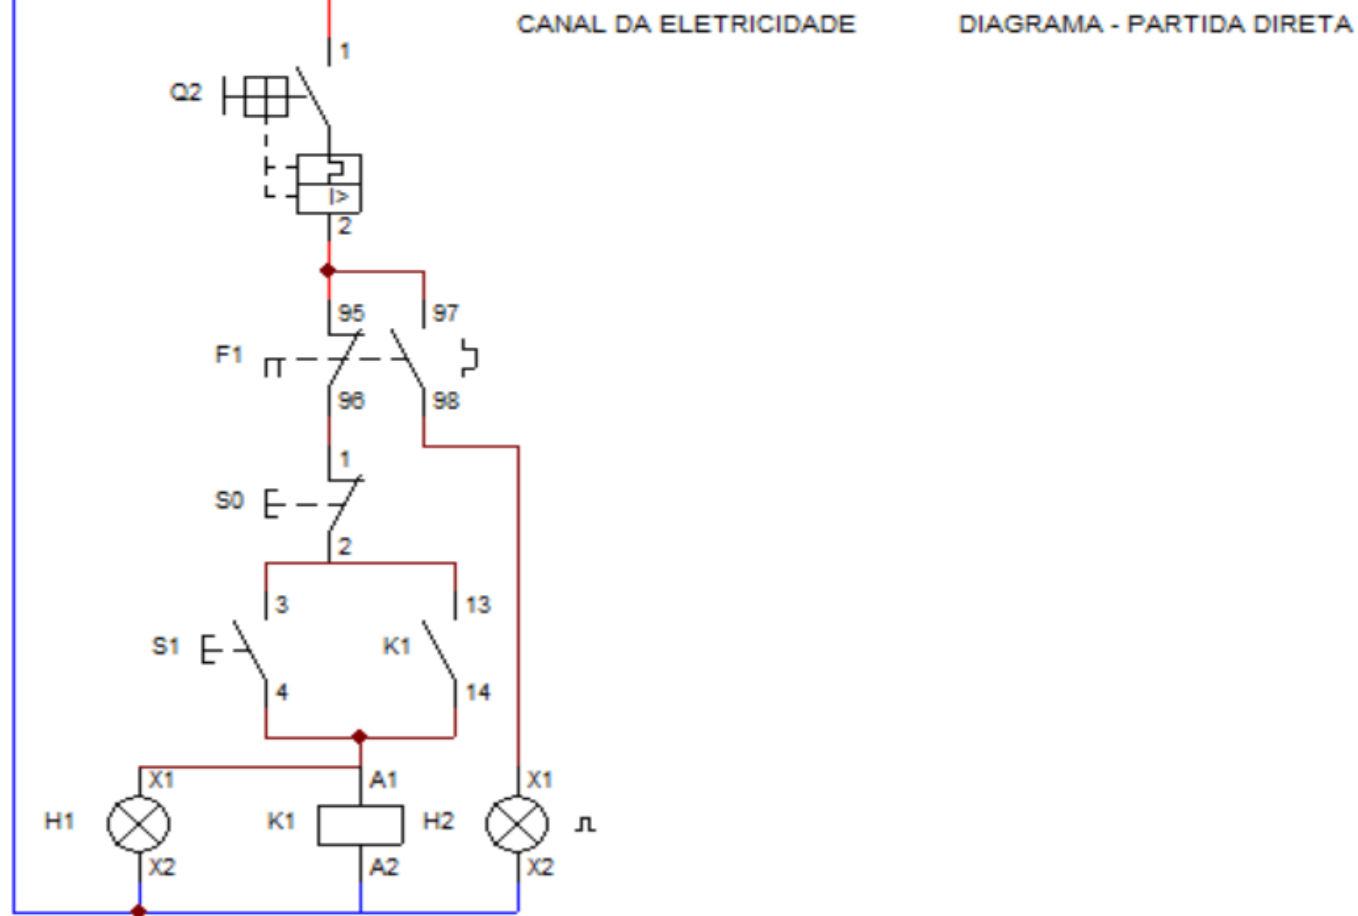 CANAL DA ELETRICIDADE DIAGRAMA - PARTIDA DIRETA
1
Q2
I>
2
95 97
F1
96 98
1
S0
2
3 13
S1 K1
4 14
X1 A1 X1
H1 K1 H2
X2 A2 X2